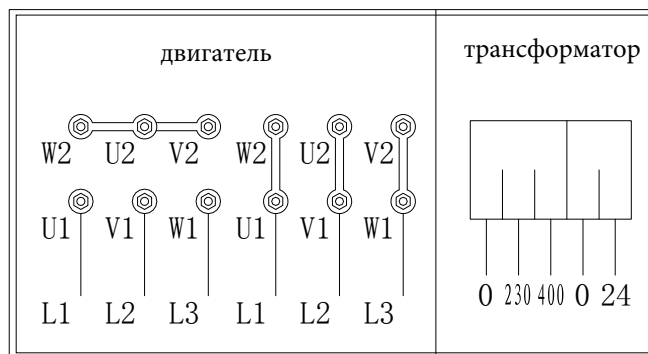 двигатель
трансформатор
W2 U2 V2 W2 U2 V2
U1 V1 W1 U1 V1 W1
L1 L2 L3 L1 L2 L3
0 230 400 0 24